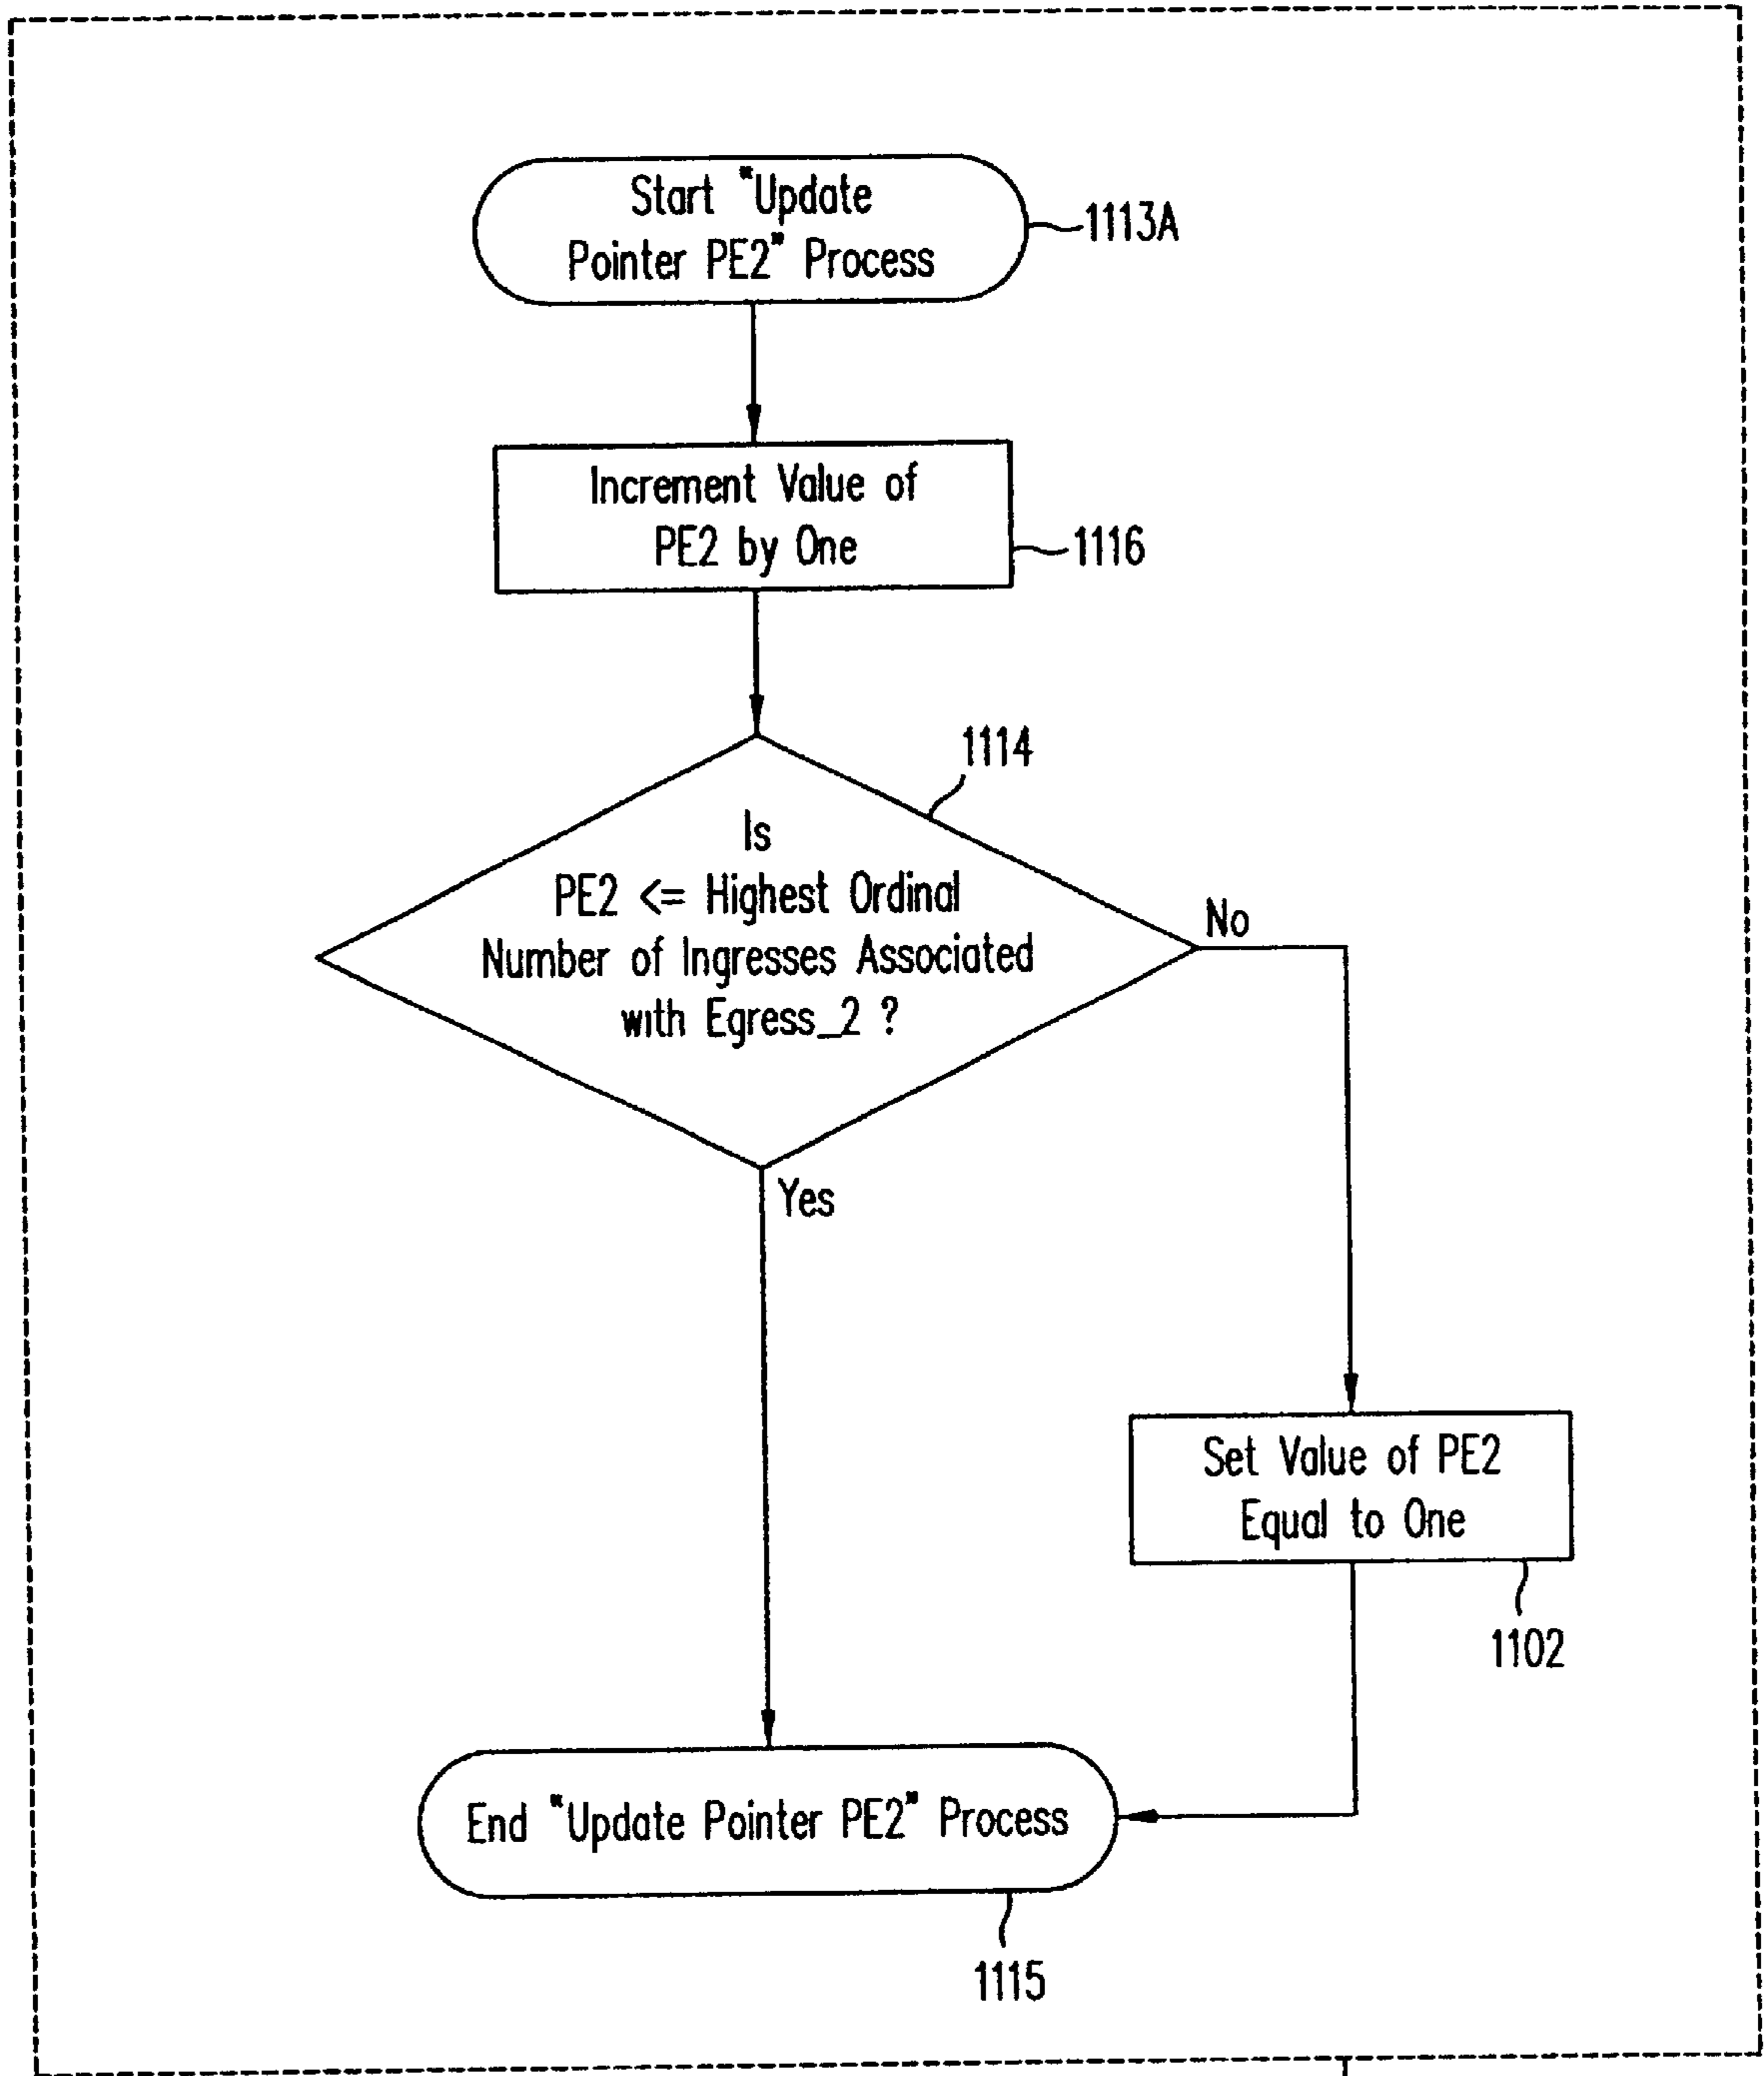 Start "Update
Pointer PE2" Process
1113A
Increment Value of
PE2 by One
1116
1114
Is
PE2 <= Highest Ordinal
Number of Ingresses Associated
with Egress_2 ?
No
Yes
Set Value of PE2
Equal to One
1102
End "Update Pointer PE2" Process
1115